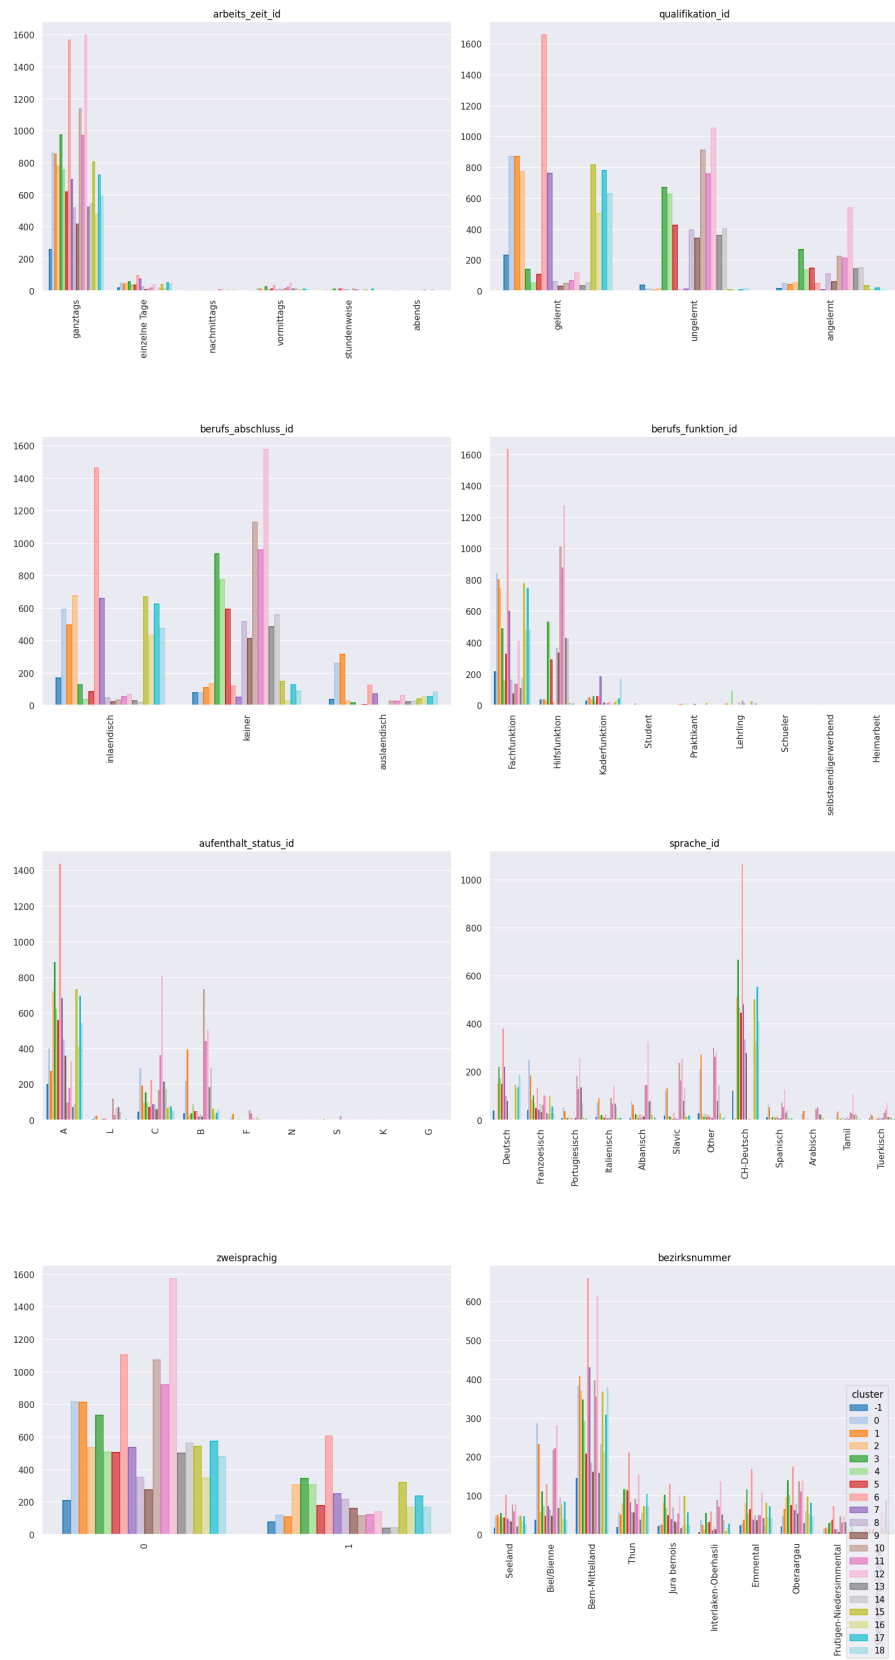 arbeits_zeit_id
1600
1400
1200
1000
800
600
400
200
0
ganztags
einzelne Tage
nachmittags
vormittags
stundenweise
abends
qualifikation_id
1600
1400
1200
1000
800
600
400
200
0
gelernt
ungelernt
angelernt
berufs_abschluss_id
1600
1400
1200
1000
800
600
400
200
0
inlaendisch
keiner
auslaendisch
berufs_funktion_id
1600
1400
1200
1000
800
600
400
200
0
Fachfunktion
Hilfsfunktion
Kaderfunktion
Student
Praktikant
Lehrling
Schueler
selbstaendigerwerbend
Heimarbeit
aufenthalt_status_id
1400
1200
1000
800
600
400
200
0
A
L
C
B
F
N
S
K
G
sprache_id
1000
800
600
400
200
0
Deutsch
Franzoesisch
Portugiesisch
Italienisch
Albanisch
Slavic
Other
CH-Deutsch
Spanisch
Arabisch
Tamil
Tuerkisch
zweisprachig
1600
1400
1200
1000
800
600
400
200
0
0
1
bezirksnummer
600
500
400
300
200
100
0
Seeland
Biel/Bienne
Bern-Mittelland
Thun
Jura bernois
Interlaken-Oberhasli
Emmental
Oberaargau
Frutigen-Niedersimmental
cluster
-1
0
1
2
3
4
5
6
7
8
9
10
11
12
13
14
15
16
17
18